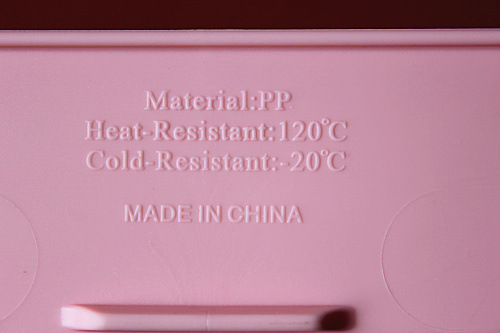 Material:PP
Heat-Resistant:120℃
Cold-Resistant:-20℃
MADE IN CHINA